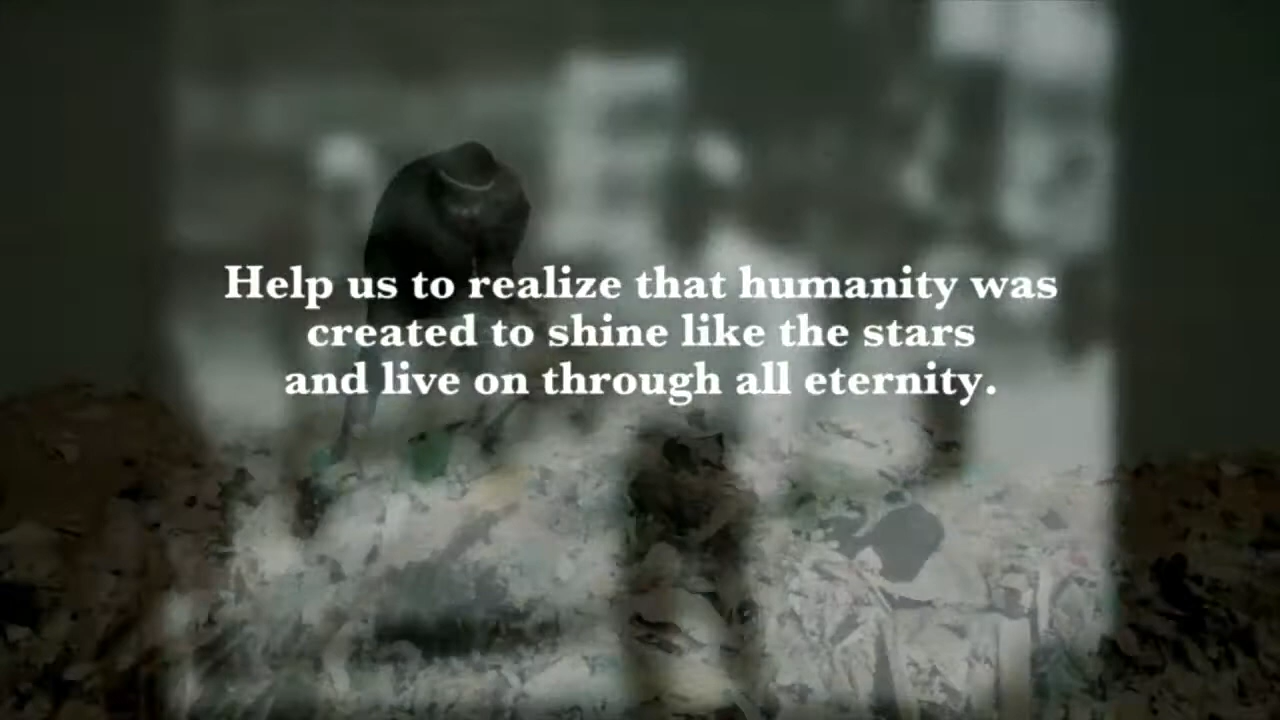 Help us to realize that humanity was
created to shine like the stars
and live on through all eternity.